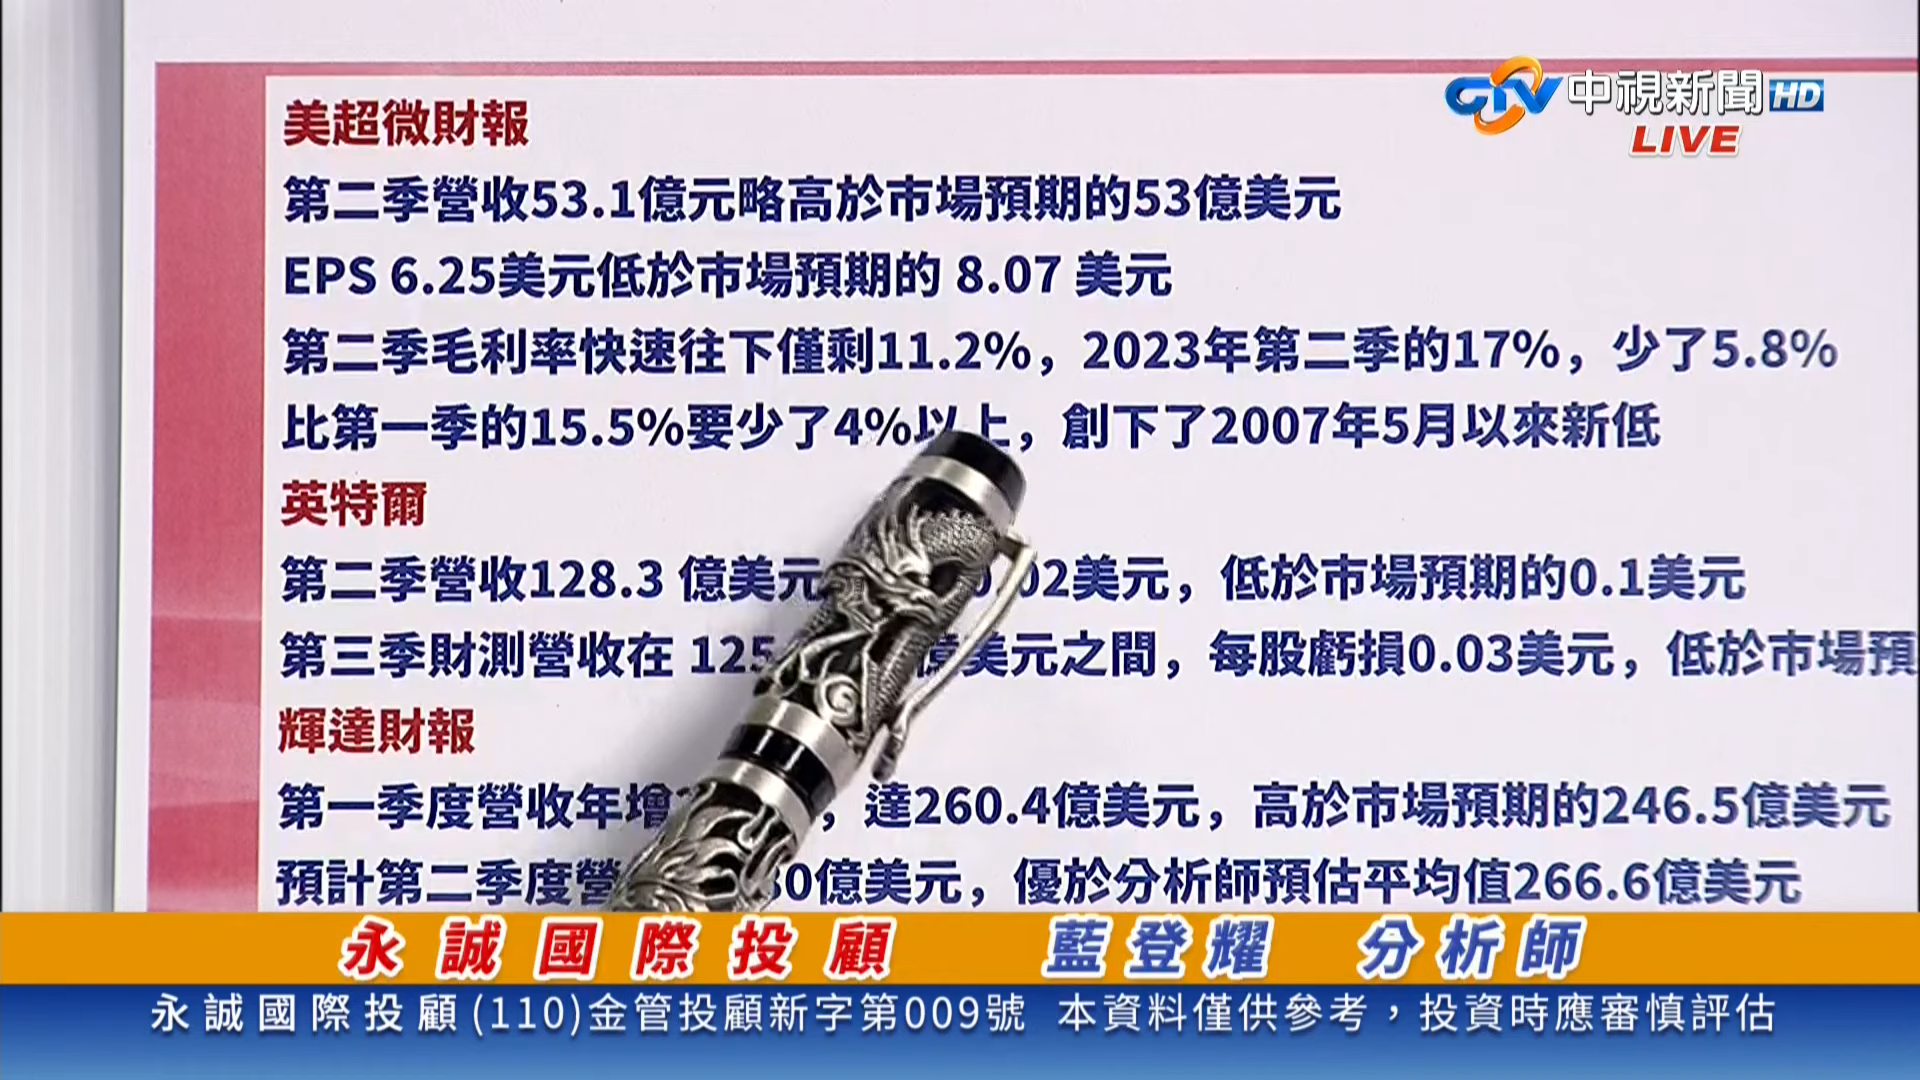 CTV中視新聞HD
LIVE
美超微財報
第二季營收53.1億元略高於市場預期的53億美元
EPS 6.25美元低於市場預期的 8.07 美元
第二季毛利率快速往下僅剩11.2%，2023年第二季的17%，少了5.8%
比第一季的15.5%要少了4%以上，創下了2007年5月以來新低
英特爾
第二季營收128.3 億美元 02美元，低於市場預期的0.1美元
第三季財測營收在 125 億美元之間，每股虧損0.03美元，低於市場預
輝達財報
第一季度營收年增 ，達260.4億美元，高於市場預期的246.5億美元
預計第二季度營 80億美元，優於分析師預估平均值266.6億美元
永誠國際投顧 藍登耀 分析師
永誠國際投顧(110)金管投顧新字第009號 本資料僅供參考，投資時應審慎評估